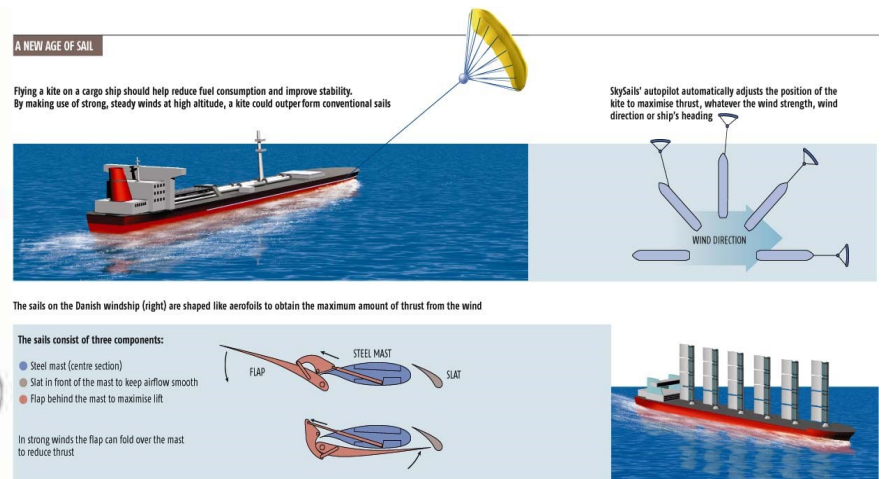 A NEW AGE OF SAIL
Flying a kite on a cargo ship should help reduce fuel consumption and improve stability.
By making use of strong, steady winds at high altitude, a kite could outperform conventional sails
SkySails' autopilot automatically adjusts the position of the
kite to maximise thrust, whatever the wind strength, wind
direction or ship's heading
WIND DIRECTION
The sails on the Danish windship (right) are shaped like aerofoils to obtain the maximum amount of thrust from the wind
The sails consist of three components:
Steel mast (centre section)
Slat in front of the mast to keep airflow smooth
Flap behind the mast to maximise lift
In strong winds the flap can fold over the mast
to reduce thrust
FLAP
STEEL MAST
SLAT